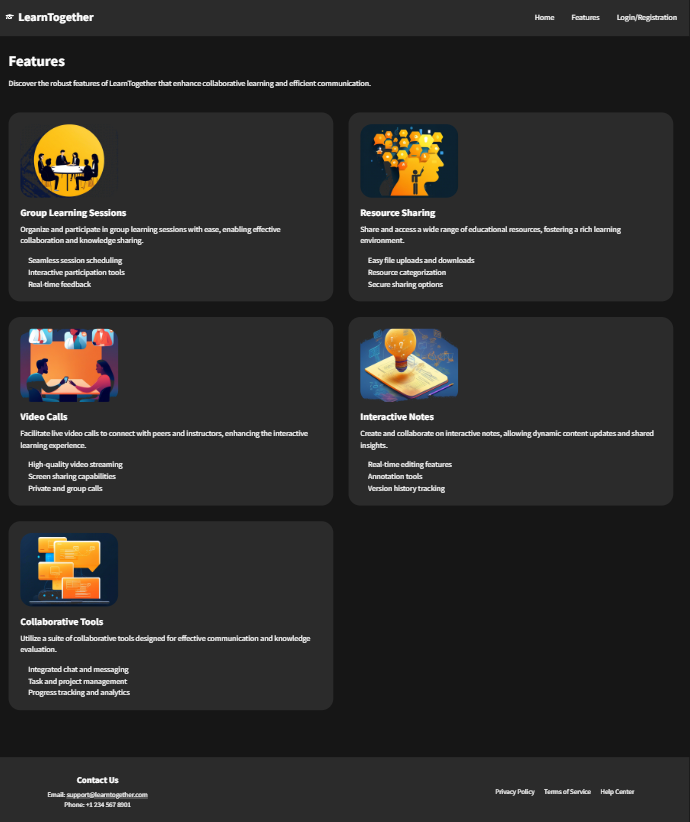 LearnTogether
Home Features Login/Registration
Features
Discover the robust features of LearnTogether that enhance collaborative learning and efficient communication.
Group Learning Sessions
Organize and participate in group learning sessions with ease, enabling effective
collaboration and knowledge sharing.
Seamless session scheduling
Interactive participation tools
Real-time feedback
Resource Sharing
Share and access a wide range of educational resources, fostering a rich learning
environment.
Easy file uploads and downloads
Resource categorization
Secure sharing options
Video Calls
Facilitate live video calls to connect with peers and instructors, enhancing the interactive
learning experience.
High-quality video streaming
Screen sharing capabilities
Private and group calls
Interactive Notes
Create and collaborate on interactive notes, allowing dynamic content updates and shared
insights.
Real-time editing features
Annotation tools
Version history tracking
Collaborative Tools
Utilize a suite of collaborative tools designed for effective communication and knowledge
evaluation.
Integrated chat and messaging
Task and project management
Progress tracking and analytics
Contact Us
Email: support@learntogether.com
Phone: +1 234 567 8901
Privacy Policy Terms of Service Help Center